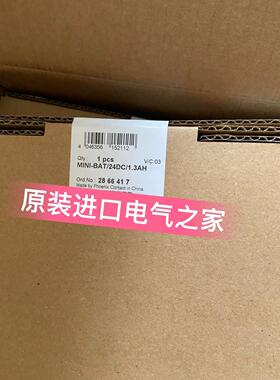 4 046356 152112
Qty.: 1 pcs V/C.03
MINI-BAT/24DC/1.3AH
Ord.No.: 28 66 41 7
Made by Phoenix Contact in China
原装进口电气之家